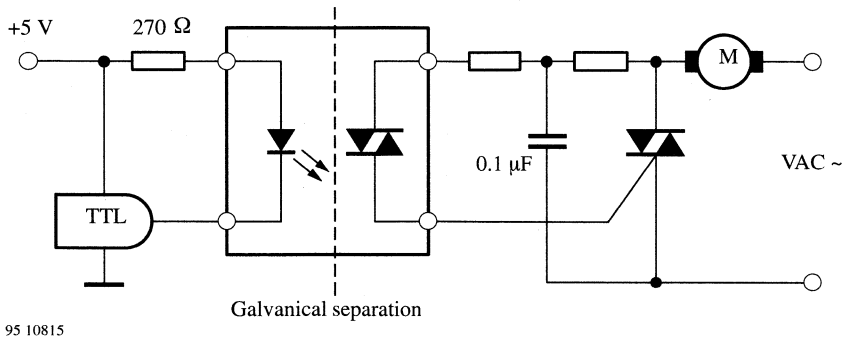 +5 V
270 Ω
M
0.1 μF
VAC ~
TTL
Galvanical separation
95 10815